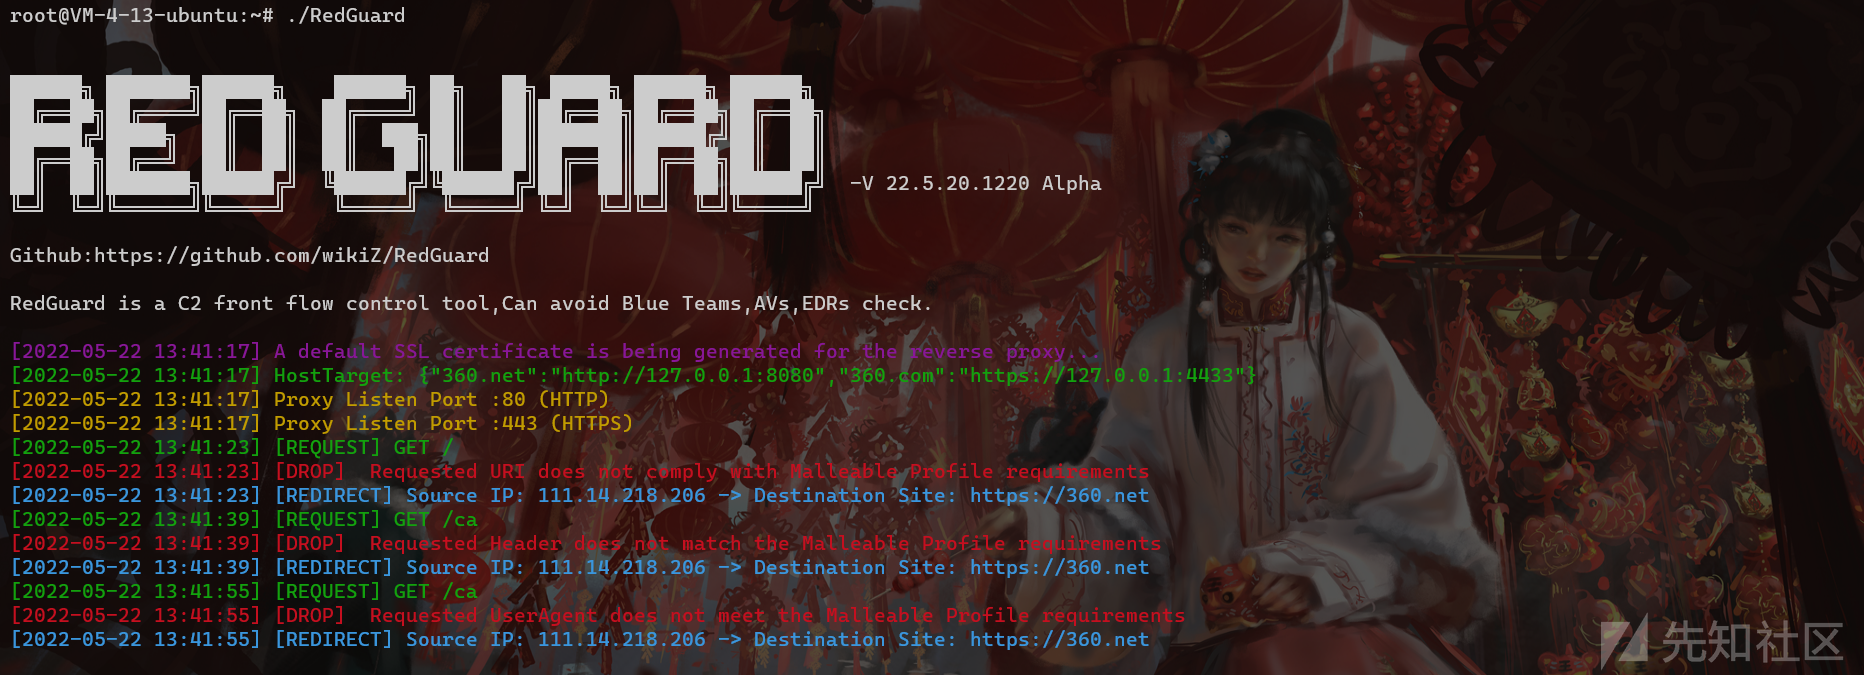 root@VM-4-13-ubuntu:~# ./RedGuard
RED GUARD
-V 22.5.20.1220 Alpha
Github:https://github.com/wikiZ/RedGuard
RedGuard is a C2 front flow control tool,Can avoid Blue Teams,AVs,EDRs check.
[2022-05-22 13:41:17] A default SSL certificate is being generated for the reverse proxy...
[2022-05-22 13:41:17] HostTarget: {"360.net":"http://127.0.0.1:8080","360.com":"https://127.0.0.1:4433"}
[2022-05-22 13:41:17] Proxy Listen Port :80 (HTTP)
[2022-05-22 13:41:17] Proxy Listen Port :443 (HTTPS)
[2022-05-22 13:41:23] [REQUEST] GET /
[2022-05-22 13:41:23] [DROP]  Requested URI does not comply with Malleable Profile requirements
[2022-05-22 13:41:23] [REDIRECT] Source IP: 111.14.218.206 -> Destination Site: https://360.net
[2022-05-22 13:41:39] [REQUEST] GET /ca
[2022-05-22 13:41:39] [DROP]  Requested Header does not match the Malleable Profile requirements
[2022-05-22 13:41:39] [REDIRECT] Source IP: 111.14.218.206 -> Destination Site: https://360.net
[2022-05-22 13:41:55] [REQUEST] GET /ca
[2022-05-22 13:41:55] [DROP]  Requested UserAgent does not meet the Malleable Profile requirements
[2022-05-22 13:41:55] [REDIRECT] Source IP: 111.14.218.206 -> Destination Site: https://360.net
先知社区